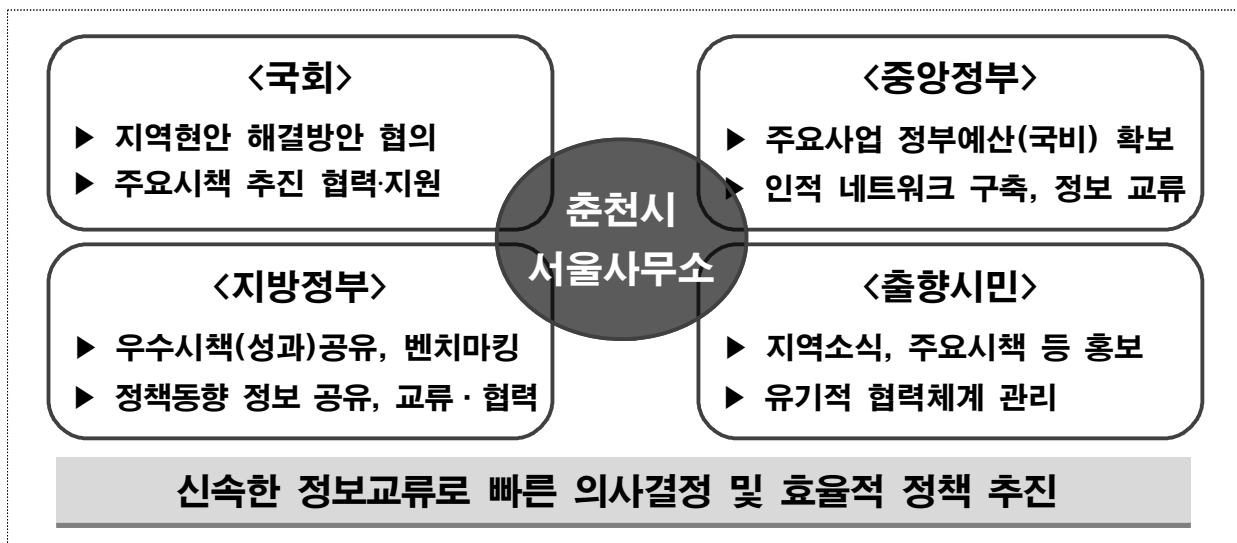 <국회>
▶ 지역현안 해결방안 협의
▶ 주요시책 추진 협력·지원
<중앙정부>
▶ 주요사업 정부예산(국비) 확보
▶ 인적 네트워크 구축, 정보 교류
춘천시
서울사무소
<지방정부>
▶ 우수시책(성과)공유, 벤치마킹
▶ 정책동향 정보 공유, 교류 · 협력
<출향시민>
▶ 지역소식, 주요시책 등 홍보
▶ 유기적 협력체계 관리
신속한 정보교류로 빠른 의사결정 및 효율적 정책 추진